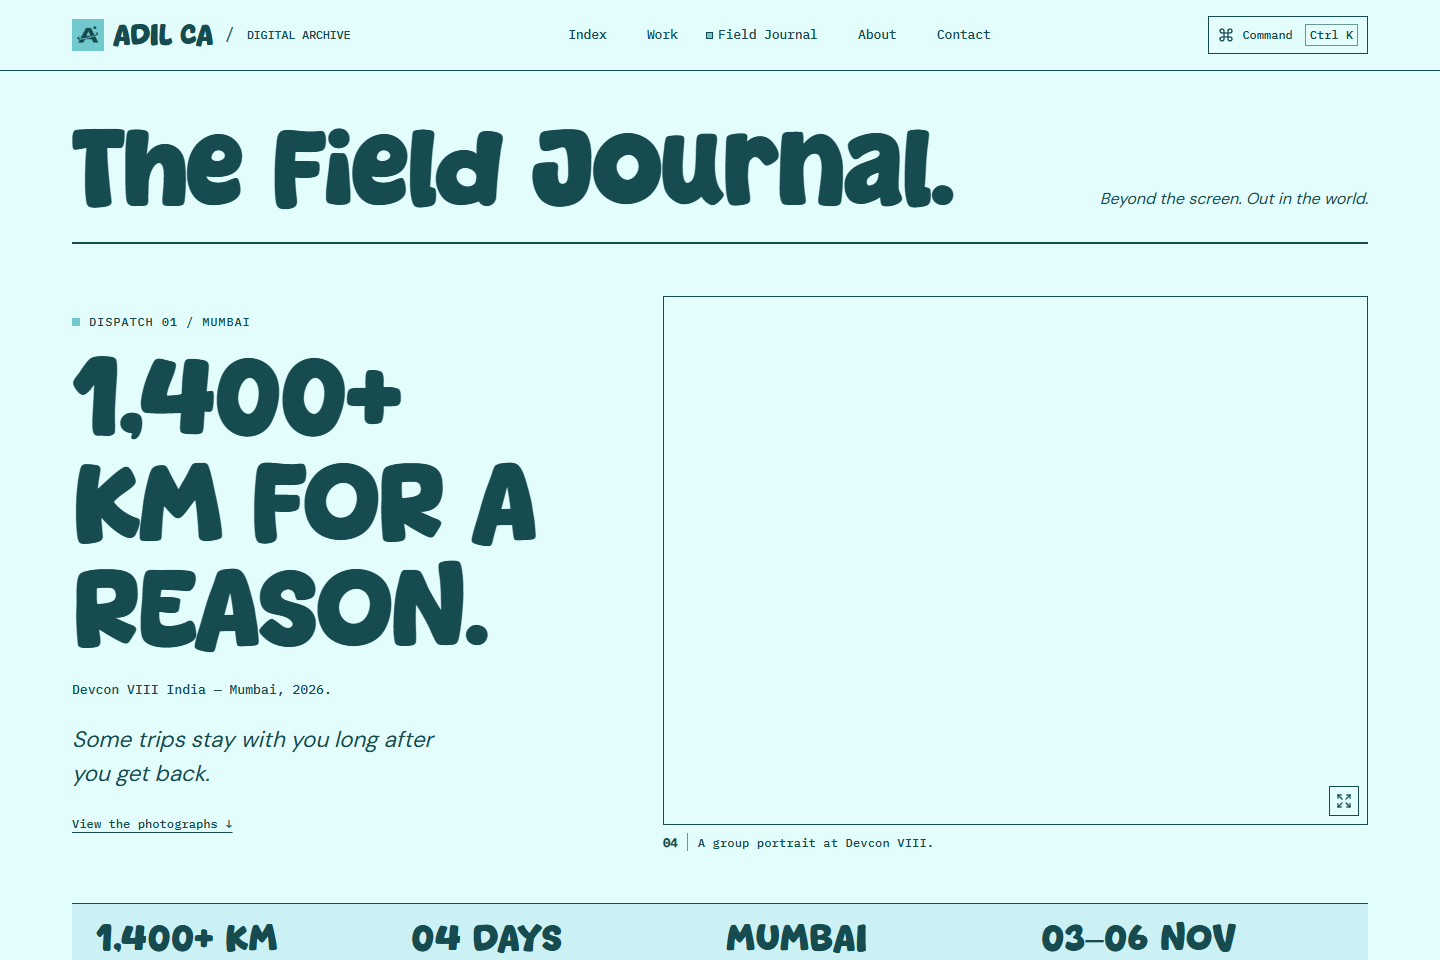 ADIL CA / DIGITAL ARCHIVE
Index Work Field Journal About Contact
⌘ Command Ctrl K
The Field Journal.
Beyond the screen. Out in the world.
DISPATCH 01 / MUMBAI
1,400+
KM FOR A
REASON.
Devcon VIII India — Mumbai, 2026.
Some trips stay with you long after
you get back.
View the photographs ↓
04 A group portrait at Devcon VIII.
1,400+ KM 04 DAYS MUMBAI 03–06 NOV